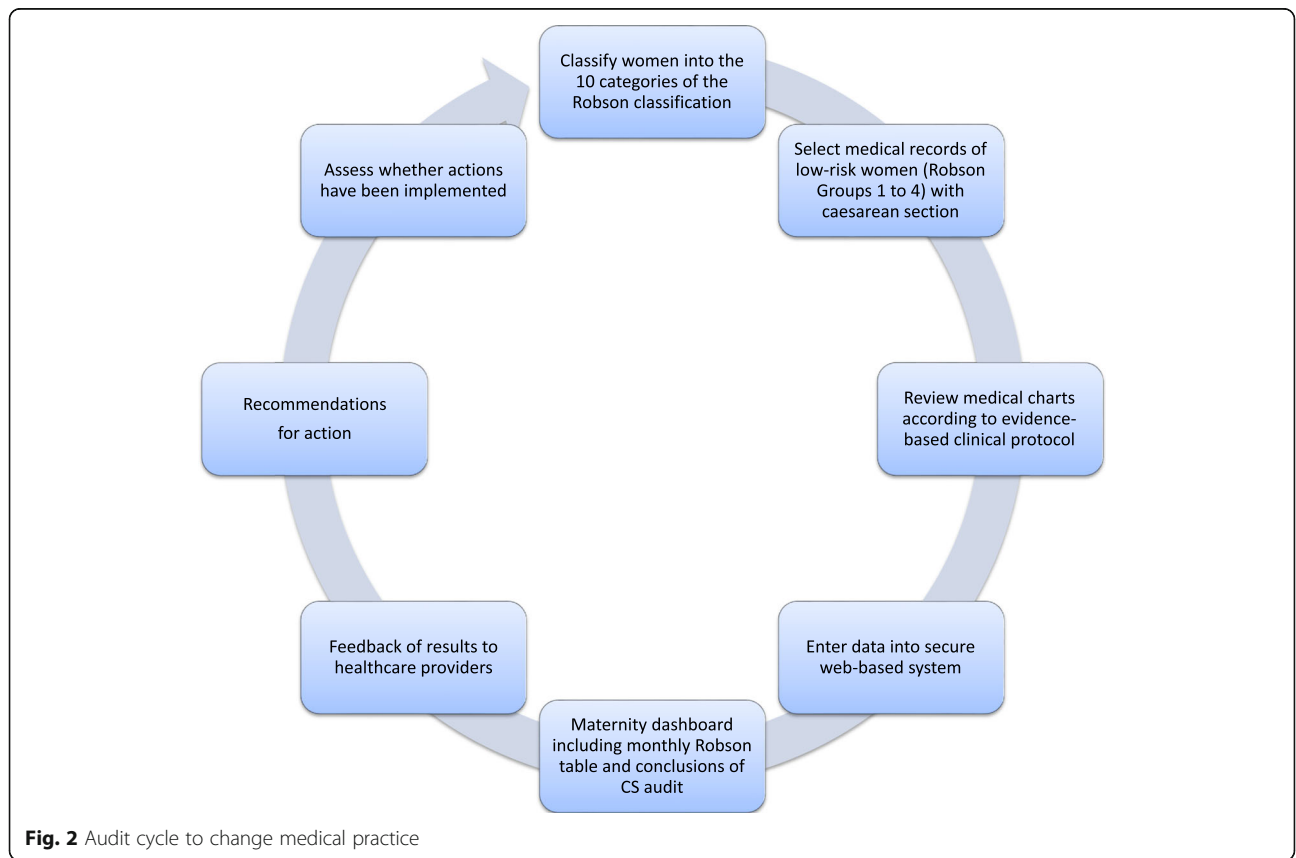 Classify women into the
10 categories of the
Robson classification
Select medical records of
low-risk women (Robson
Groups 1 to 4) with
caesarean section
Review medical charts
according to evidence-
based clinical protocol
Enter data into secure
web-based system
Maternity dashboard
including monthly Robson
table and conclusions of
CS audit
Feedback of results to
healthcare providers
Recommendations
for action
Assess whether actions
have been implemented
Fig. 2 Audit cycle to change medical practice